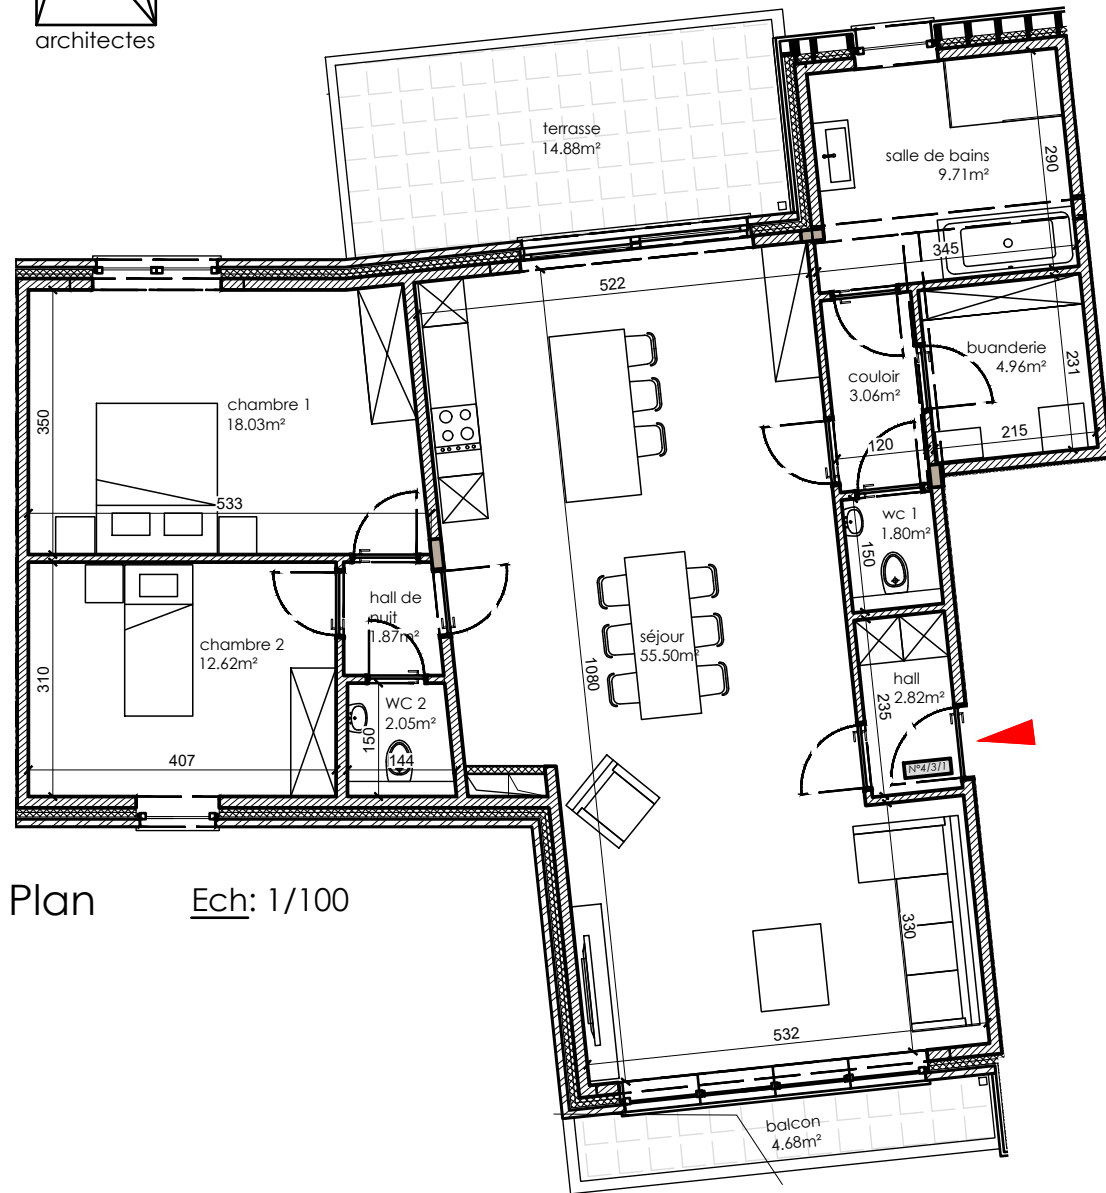 architectes
terrasse
14.88m²
salle de bains
9.71m²
290
345
522
buanderie
4.96m²
231
couloir
3.06m²
215
120
chambre 1
18.03m²
350
533
wc 1
1.80m²
150
hall de
nuit
1.87m²
chambre 2
12.62m²
310
séjour
55.50m²
1080
hall
2.82m²
235
WC 2
2.05m²
150
144
407
N°4/3/1
Plan
Ech: 1/100
330
532
balcon
4.68m²